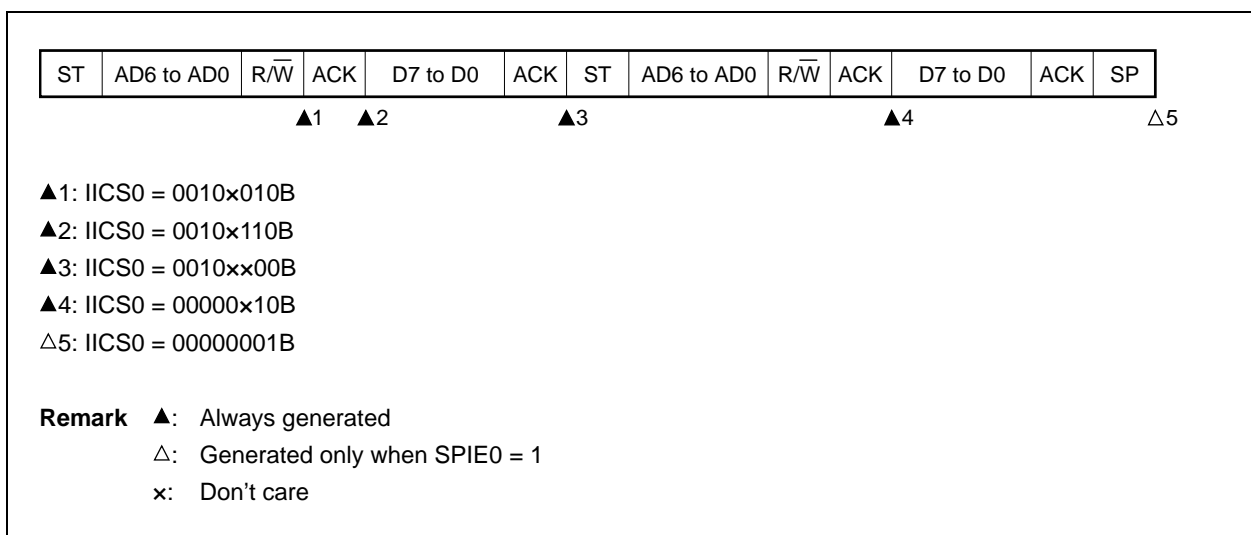 ST AD6 to AD0 R/W̅ ACK D7 to D0 ACK ST AD6 to AD0 R/W̅ ACK D7 to D0 ACK SP
▲1 ▲2 ▲3 ▲4 △5
▲1: IICS0 = 0010×010B
▲2: IICS0 = 0010×110B
▲3: IICS0 = 0010××00B
▲4: IICS0 = 00000×10B
△5: IICS0 = 00000001B
Remark ▲: Always generated
△: Generated only when SPIE0 = 1
×: Don't care